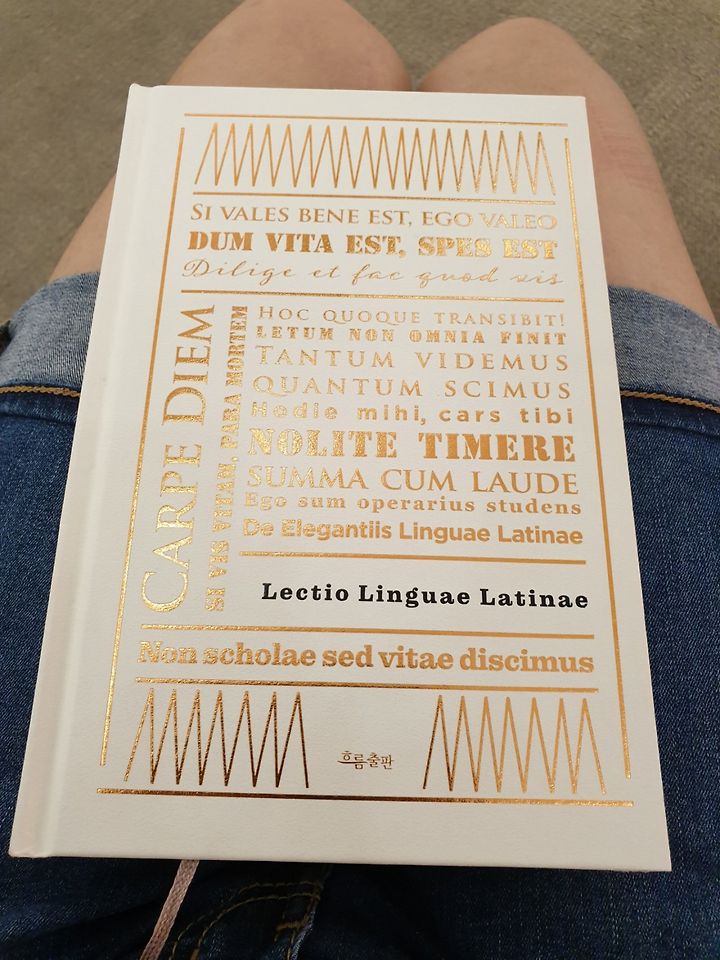 SI VALES BENE EST, EGO VALEO
DUM VITA EST, SPES EST
Dilige et fac quod vis
CARPE DIEM
SI VIS VITAM, PARA MORTEM
HOC QUOQUE TRANSIBIT!
LETUM NON OMNIA FINIT
TANTUM VIDEMUS
QUANTUM SCIMUS
Hodie mihi, cars tibi
NOLITE TIMERE
SUMMA CUM LAUDE
Ego sum operarius studens
De Elegantiis Linguae Latinae
Lectio Linguae Latinae
Non scholae sed vitae discimus
흐름출판